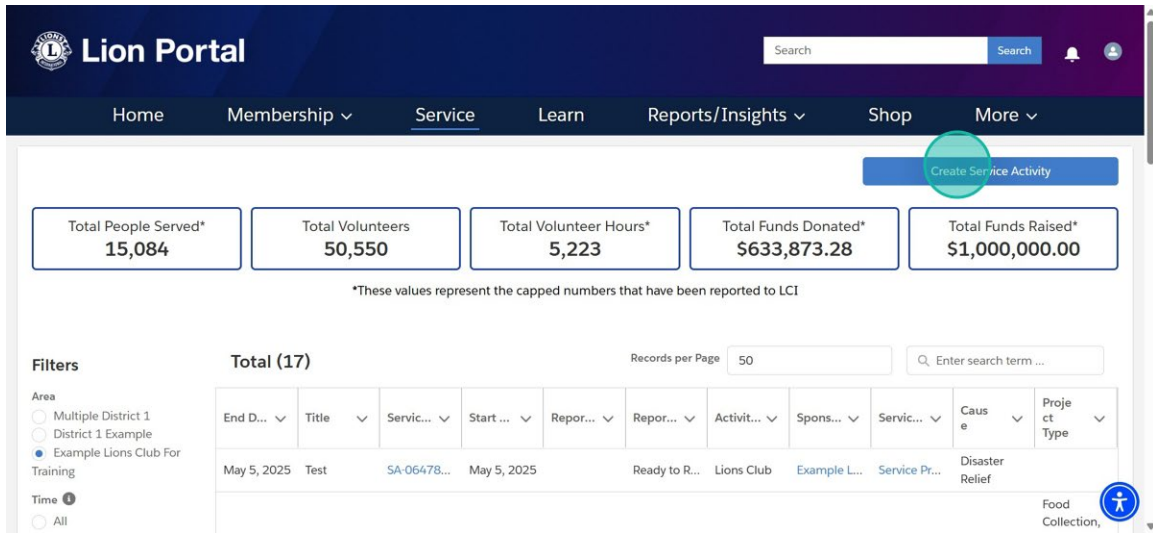 LIONS
L
Lion Portal
Search
Search
Home Membership Service Learn Reports/Insights Shop More
Create Service Activity
Total People Served* Total Volunteers Total Volunteer Hours* Total Funds Donated* Total Funds Raised*
15,084 50,550 5,223 $633,873.28 $1,000,000.00
*These values represent the capped numbers that have been reported to LCI
Filters Total (17) Records per Page 50 Enter search term ...
Area
Multiple District 1
District 1 Example
Example Lions Club For
Training
Time
All
End D... Title Servic... Start ... Repor... Repor... Activit... Spons... Servic... Caus
e Proje
ct
Type
May 5, 2025 Test SA-06478... May 5, 2025 Ready to R... Lions Club Example L... Service Pr... Disaster
Relief
Food
Collection,